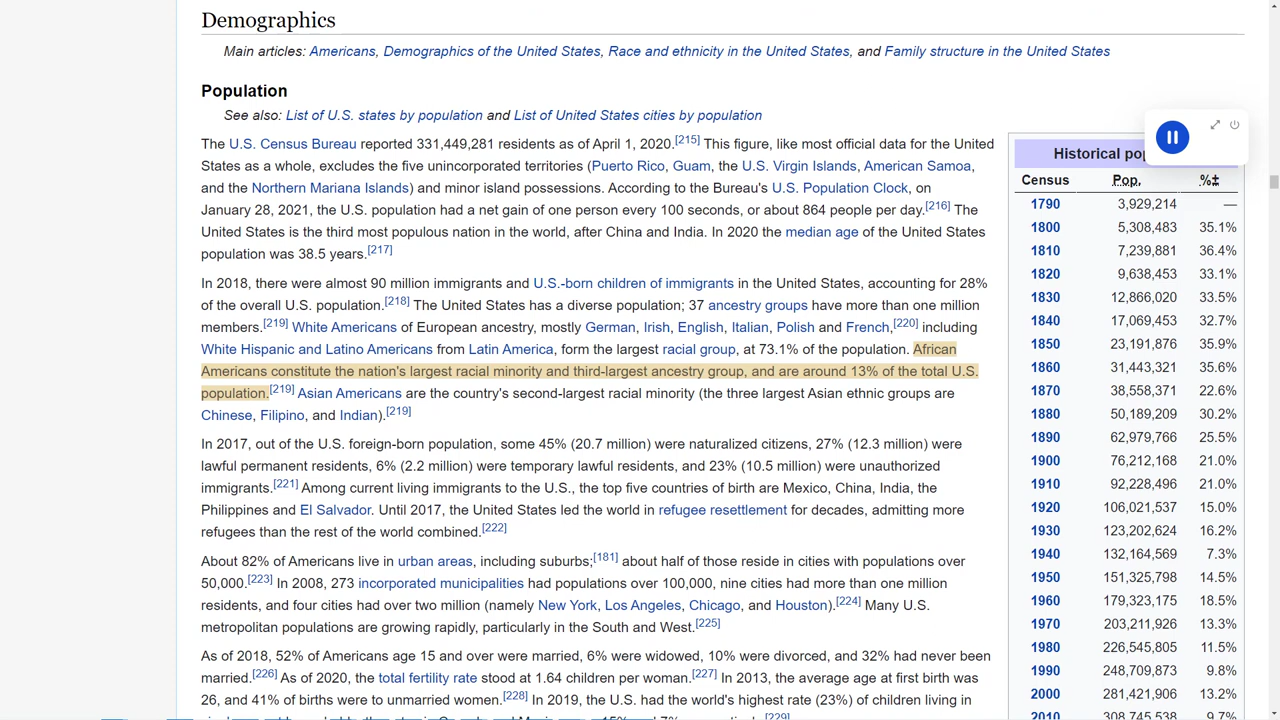 Demographics
Main articles: Americans, Demographics of the United States, Race and ethnicity in the United States, and Family structure in the United States
Population
See also: List of U.S. states by population and List of United States cities by population
The U.S. Census Bureau reported 331,449,281 residents as of April 1, 2020.[215] This figure, like most official data for the United
States as a whole, excludes the five unincorporated territories (Puerto Rico, Guam, the U.S. Virgin Islands, American Samoa,
and the Northern Mariana Islands) and minor island possessions. According to the Bureau's U.S. Population Clock, on
January 28, 2021, the U.S. population had a net gain of one person every 100 seconds, or about 864 people per day.[216] The
United States is the third most populous nation in the world, after China and India. In 2020 the median age of the United States
population was 38.5 years.[217]
In 2018, there were almost 90 million immigrants and U.S.-born children of immigrants in the United States, accounting for 28%
of the overall U.S. population.[218] The United States has a diverse population; 37 ancestry groups have more than one million
members.[219] White Americans of European ancestry, mostly German, Irish, English, Italian, Polish and French,[220] including
White Hispanic and Latino Americans from Latin America, form the largest racial group, at 73.1% of the population. African
Americans constitute the nation's largest racial minority and third-largest ancestry group, and are around 13% of the total U.S.
population.[219] Asian Americans are the country's second-largest racial minority (the three largest Asian ethnic groups are
Chinese, Filipino, and Indian).[219]
In 2017, out of the U.S. foreign-born population, some 45% (20.7 million) were naturalized citizens, 27% (12.3 million) were
lawful permanent residents, 6% (2.2 million) were temporary lawful residents, and 23% (10.5 million) were unauthorized
immigrants.[221] Among current living immigrants to the U.S., the top five countries of birth are Mexico, China, India, the
Philippines and El Salvador. Until 2017, the United States led the world in refugee resettlement for decades, admitting more
refugees than the rest of the world combined.[222]
About 82% of Americans live in urban areas, including suburbs;[181] about half of those reside in cities with populations over
50,000.[223] In 2008, 273 incorporated municipalities had populations over 100,000, nine cities had more than one million
residents, and four cities had over two million (namely New York, Los Angeles, Chicago, and Houston).[224] Many U.S.
metropolitan populations are growing rapidly, particularly in the South and West.[225]
As of 2018, 52% of Americans age 15 and over were married, 6% were widowed, 10% were divorced, and 32% had never been
married.[226] As of 2020, the total fertility rate stood at 1.64 children per woman.[227] In 2013, the average age at first birth was
26, and 41% of births were to unmarried women.[228] In 2019, the U.S. had the world's highest rate (23%) of children living in
[229]
Historical
Census Pop. %±
1790 3,929,214 —
1800 5,308,483 35.1%
1810 7,239,881 36.4%
1820 9,638,453 33.1%
1830 12,866,020 33.5%
1840 17,069,453 32.7%
1850 23,191,876 35.9%
1860 31,443,321 35.6%
1870 38,558,371 22.6%
1880 50,189,209 30.2%
1890 62,979,766 25.5%
1900 76,212,168 21.0%
1910 92,228,496 21.0%
1920 106,021,537 15.0%
1930 123,202,624 16.2%
1940 132,164,569 7.3%
1950 151,325,798 14.5%
1960 179,323,175 18.5%
1970 203,211,926 13.3%
1980 226,545,805 11.5%
1990 248,709,873 9.8%
2000 281,421,906 13.2%
2010 308,745,538 9.7%